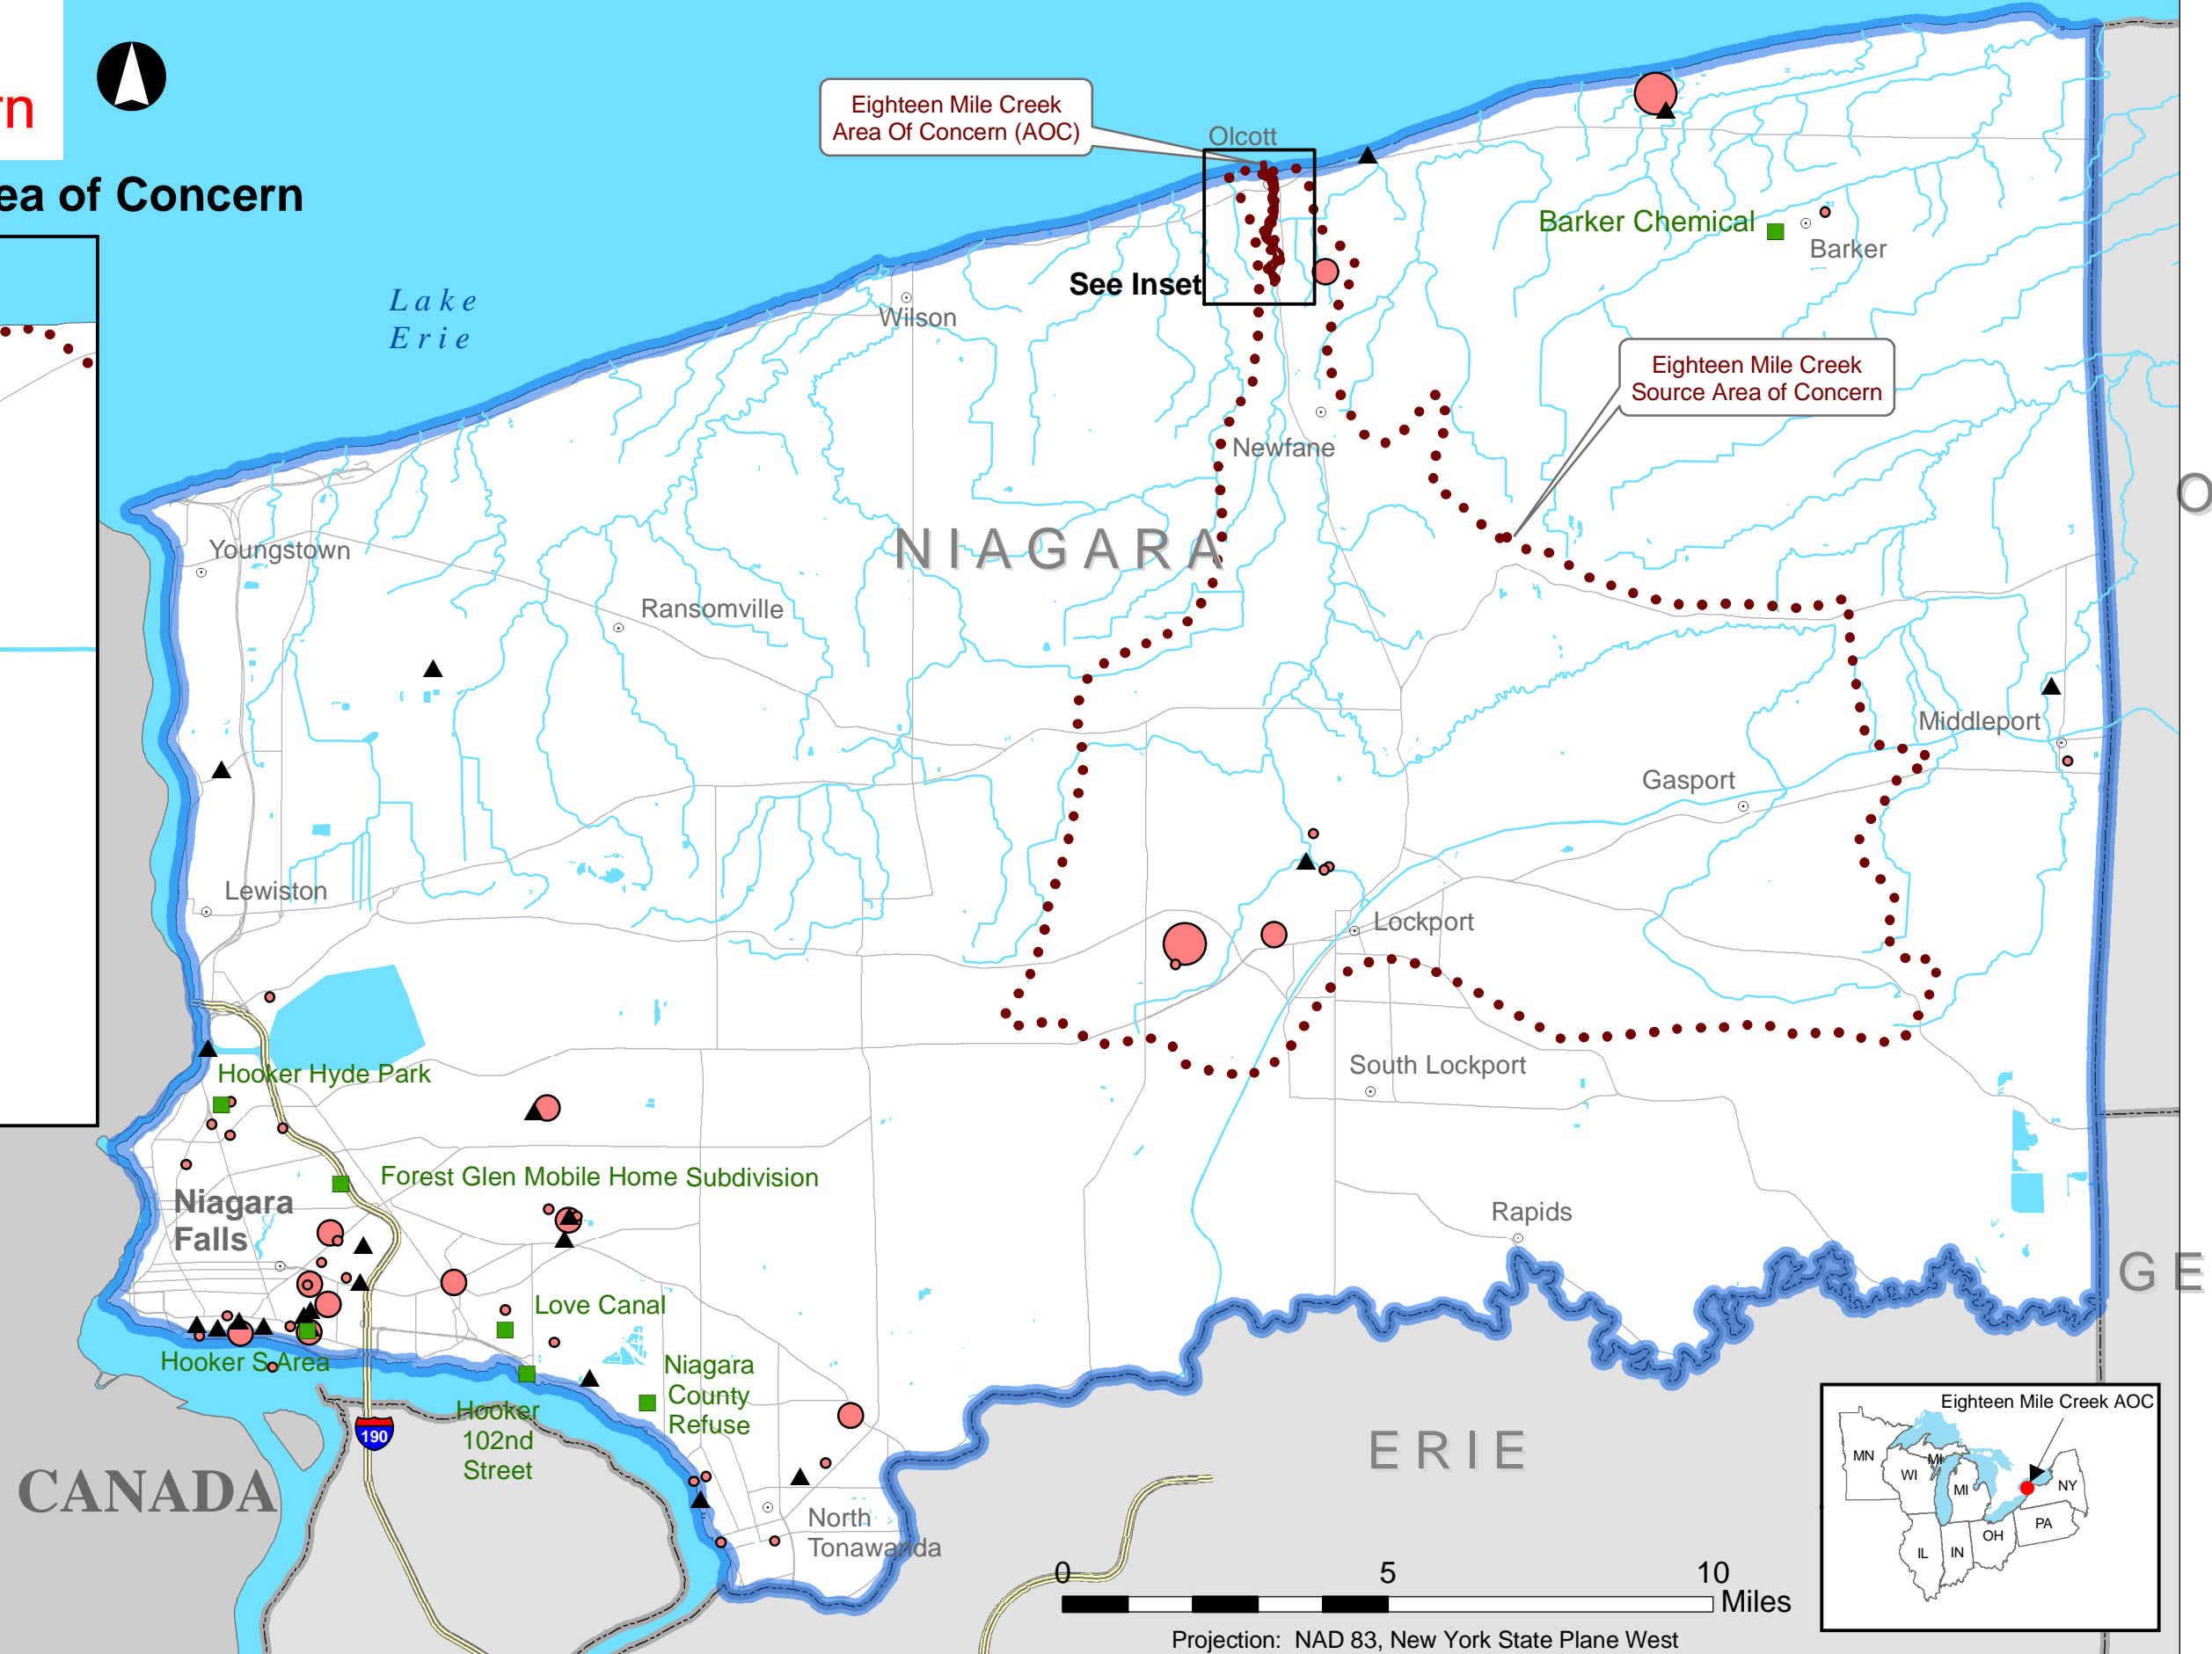 rn
ea of Concern
Eighteen Mile Creek
Area Of Concern (AOC)
Olcott
Barker Chemical
Barker
See Inset
Lake
Erie
Wilson
Eighteen Mile Creek
Source Area of Concern
Newfane
O
NIAGARA
Youngstown
Ransomville
Middleport
Gasport
Lewiston
Lockport
South Lockport
Hooker Hyde Park
Forest Glen Mobile Home Subdivision
Niagara
Falls
Rapids
GE
Love Canal
Hooker S Area
Niagara
County
Refuse
Hooker
102nd
Street
190
CANADA
ERIE
North
Tonawanda
0 5 10
Miles
Projection: NAD 83, New York State Plane West
Eighteen Mile Creek AOC
MN
WI
MI
MI
NY
PA
OH
IL
IN